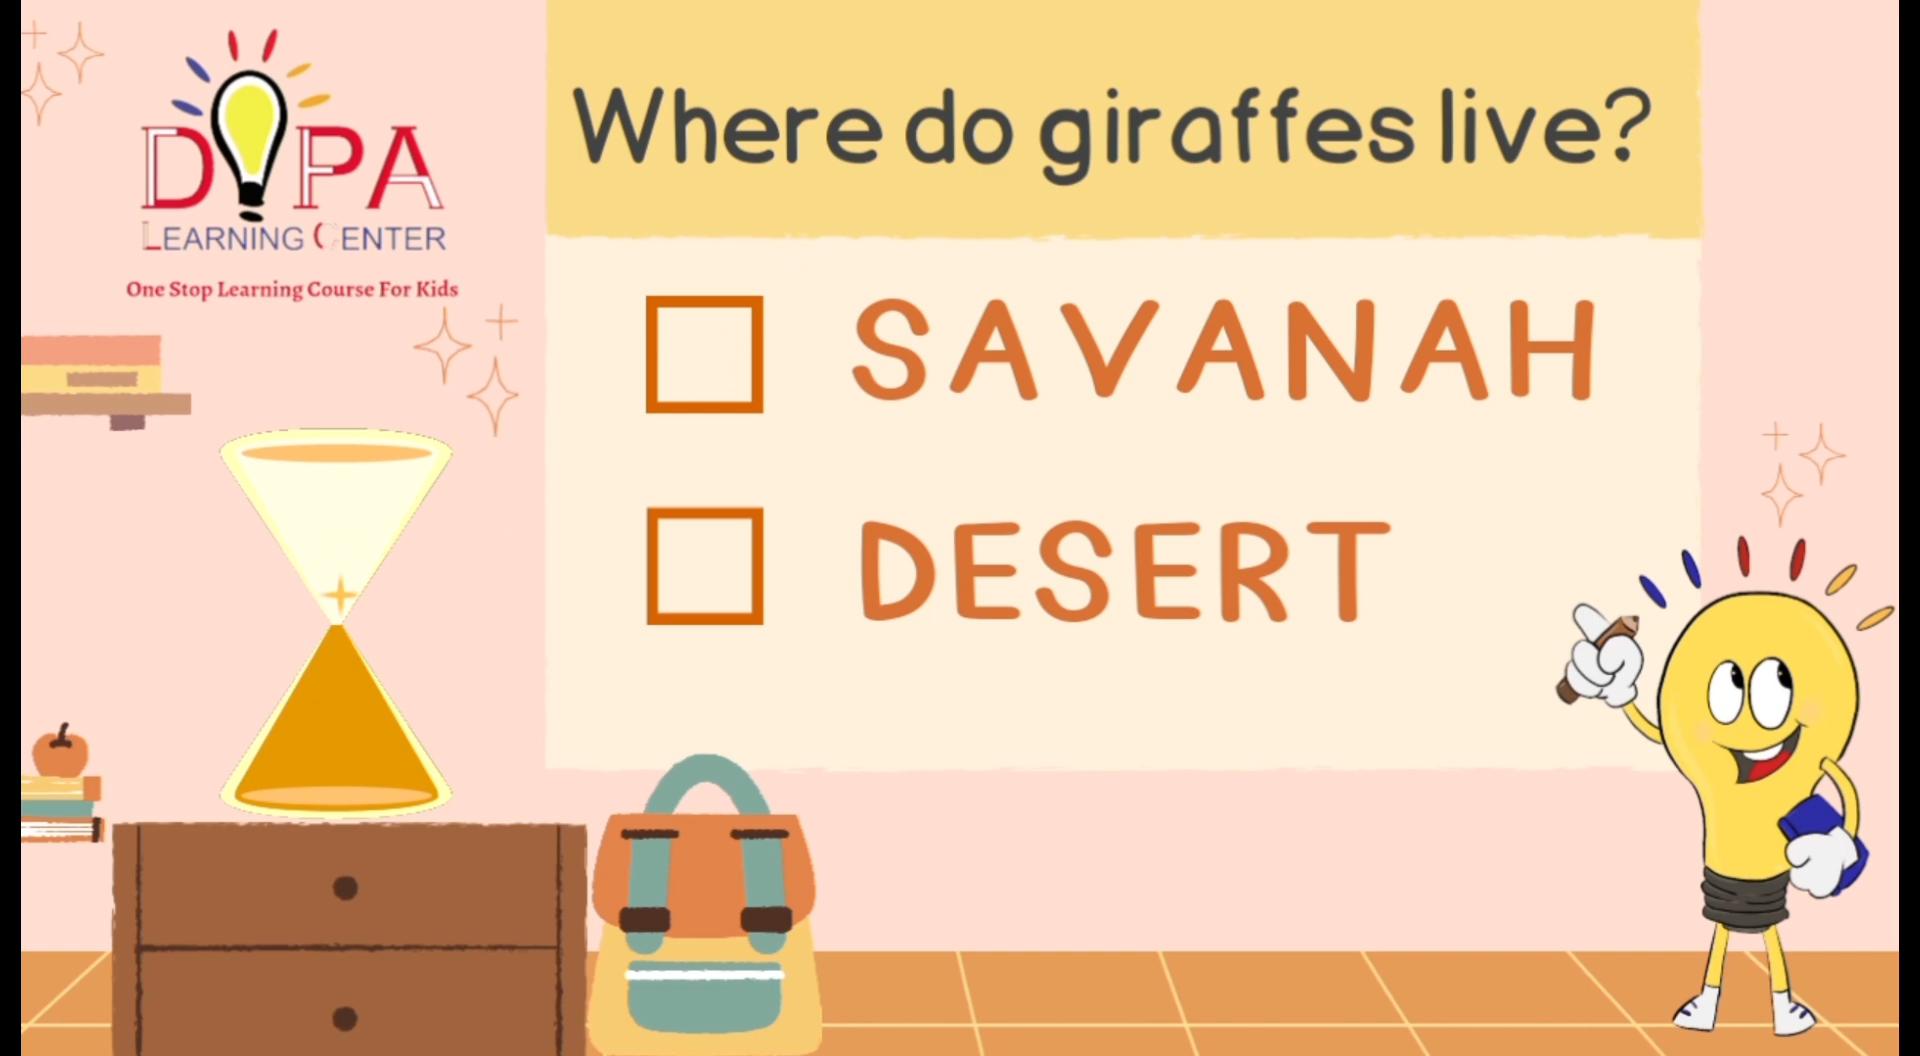 DIPA
LEARNING CENTER
One Stop Learning Course For Kids
Where do giraffes live?
SAVANAH
DESERT